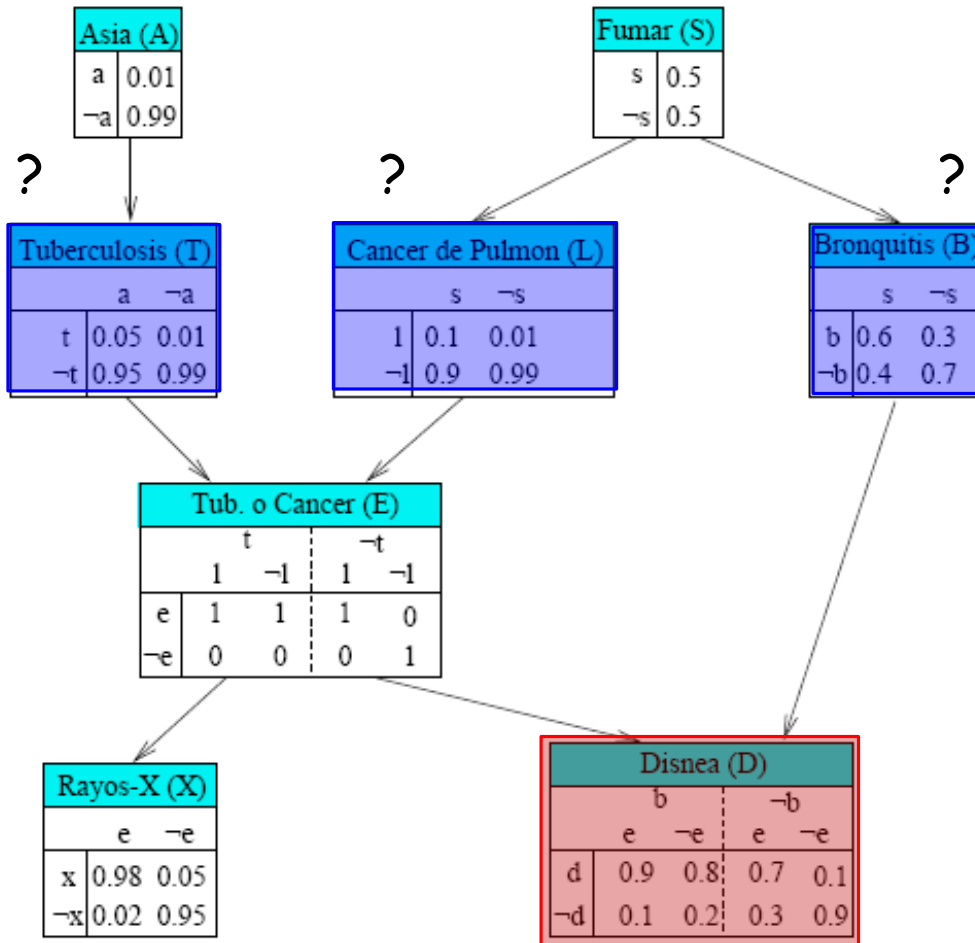 Asia (A)
a 0.01
¬a 0.99
Fumar (S)
s 0.5
¬s 0.5
? ? ?
Tuberculosis (T)
a ¬a
t 0.05 0.01
¬t 0.95 0.99
Cancer de Pulmon (L)
s ¬s
l 0.1 0.01
¬l 0.9 0.99
Bronquitis (B)
s ¬s
b 0.6 0.3
¬b 0.4 0.7
Tub. o Cancer (E)
t ¬t
l ¬l l ¬l
e 1 1 1 0
¬e 0 0 0 1
Rayos-X (X)
e ¬e
x 0.98 0.05
¬x 0.02 0.95
Disnea (D)
b ¬b
e ¬e e ¬e
d 0.9 0.8 0.7 0.1
¬d 0.1 0.2 0.3 0.9